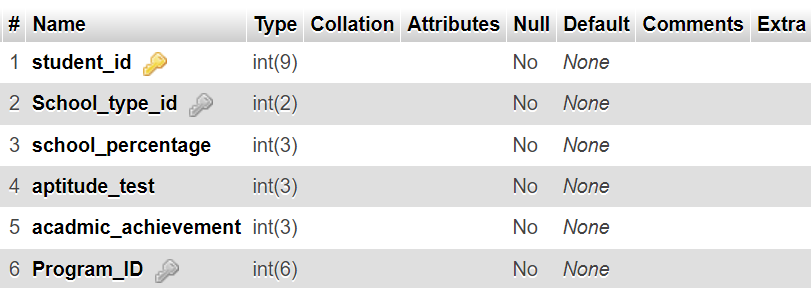 # Name Type Collation Attributes Null Default Comments Extra
1 student_id int(9) No None
2 School_type_id int(2) No None
3 school_percentage int(3) No None
4 aptitude_test int(3) No None
5 acadmic_achievement int(3) No None
6 Program_ID int(6) No None